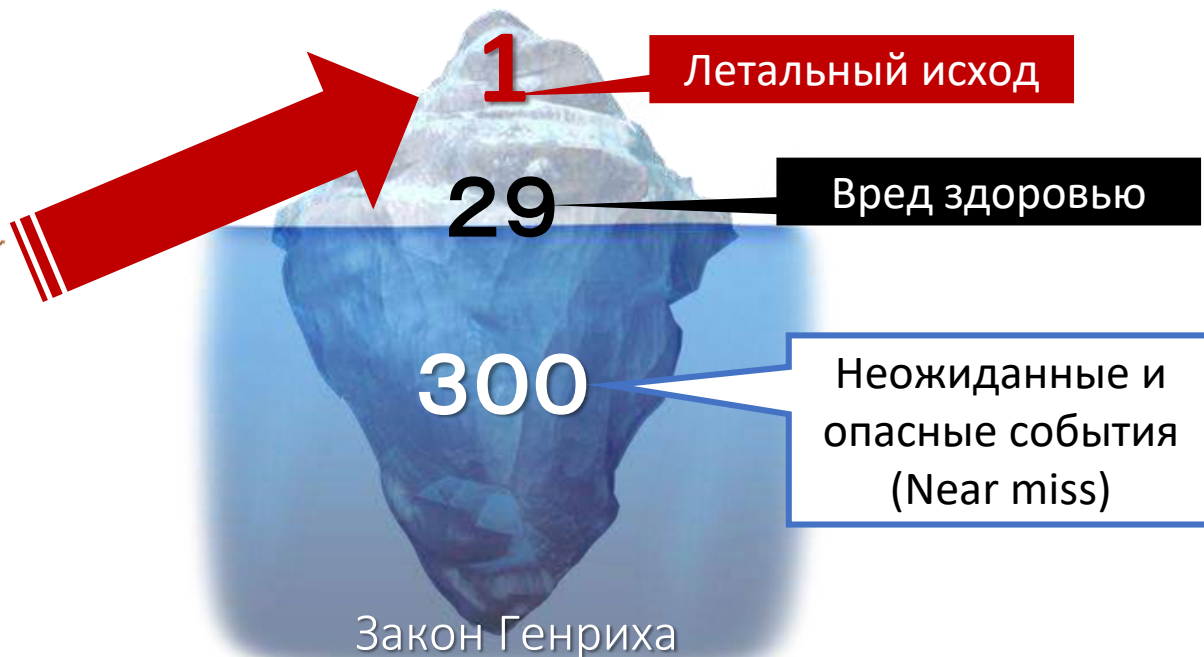 1
Летальный исход
29
Вред здоровью
300
Неожиданные и
опасные события
(Near miss)
Закон Генриха